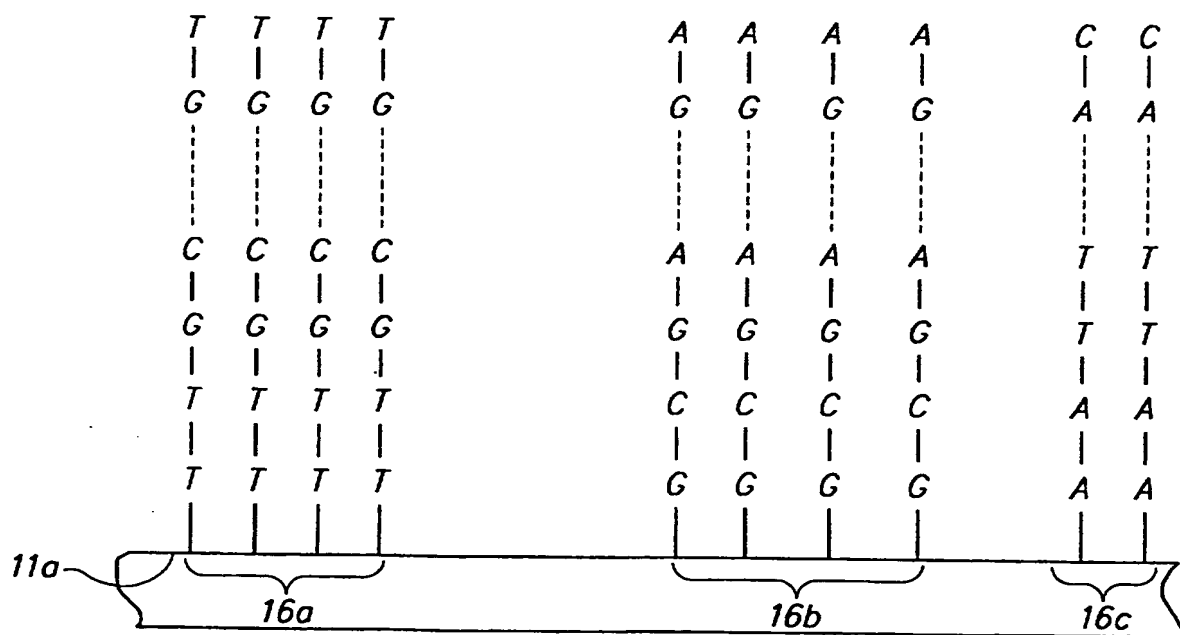 T T T T A A A A C C
G G G G G G G G A A
C C C C A A A A T T
G G G G G G G G T T
T T T T C C C C A A
T T T T G G G G A A
11a
16a 16b 16c